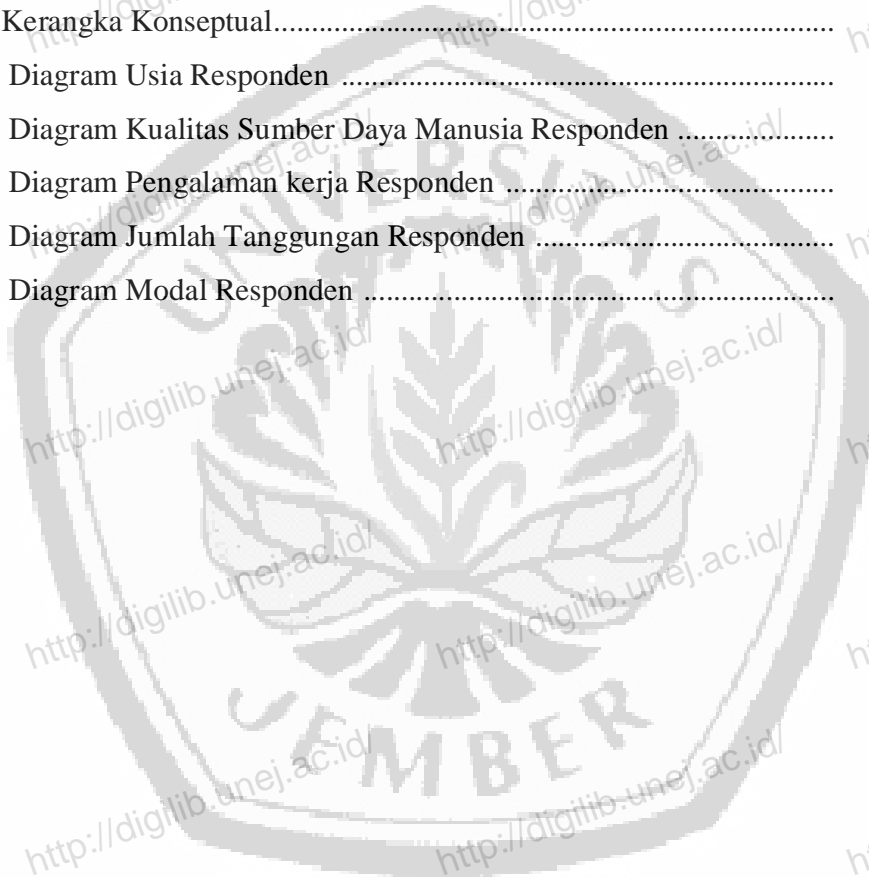 Kerangka Konseptual...............................................................................
Diagram Usia Responden .....................................................................
Diagram Kualitas Sumber Daya Manusia Responden .....................
Diagram Pengalaman kerja Responden ..............................................
Diagram Jumlah Tanggungan Responden ..........................................
Diagram Modal Responden ..................................................................
UNIVERSITAS
JEMBER
http://digilib.unej.ac.id/
http://digilib.unej.ac.id/
http://digilib.unej.ac.id/
http://digilib.unej.ac.id/
http://digilib.unej.ac.id/
http://digilib.unej.ac.id/
http://digilib.unej.ac.id/
http://digilib.unej.ac.id/